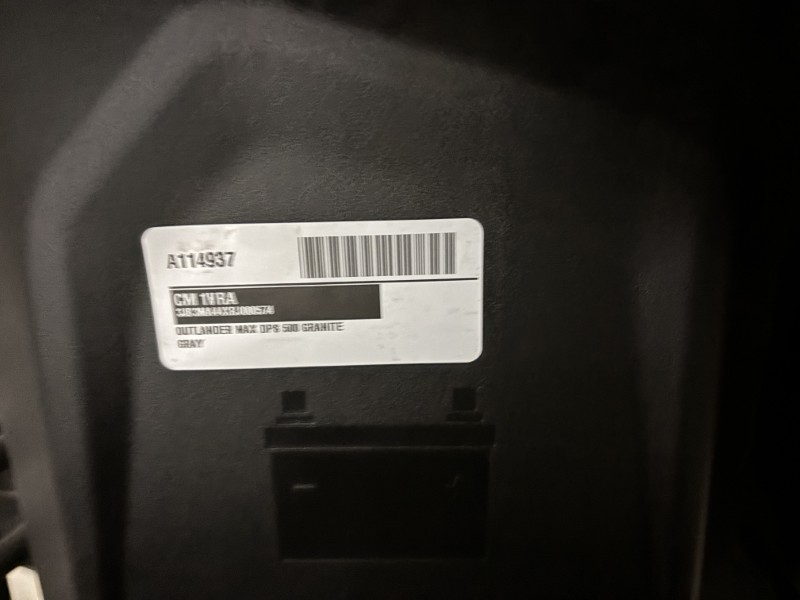 A114937
CM 1VRA
OUTLANDER MAX DPS 500 GRANITE
GRAY